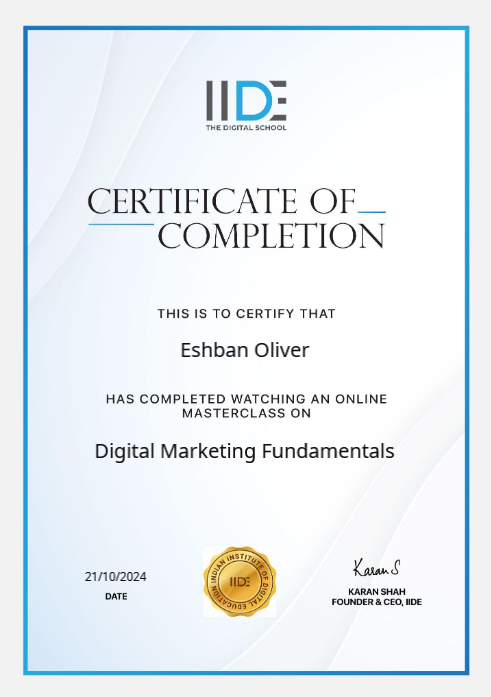 IIDE
THE DIGITAL SCHOOL
CERTIFICATE OF
COMPLETION
THIS IS TO CERTIFY THAT
Eshban Oliver
HAS COMPLETED WATCHING AN ONLINE
MASTERCLASS ON
Digital Marketing Fundamentals
21/10/2024
DATE
INDIAN INSTITUTE OF DIGITAL EDUCATION
IIDE
Karan S
KARAN SHAH
FOUNDER & CEO, IIDE